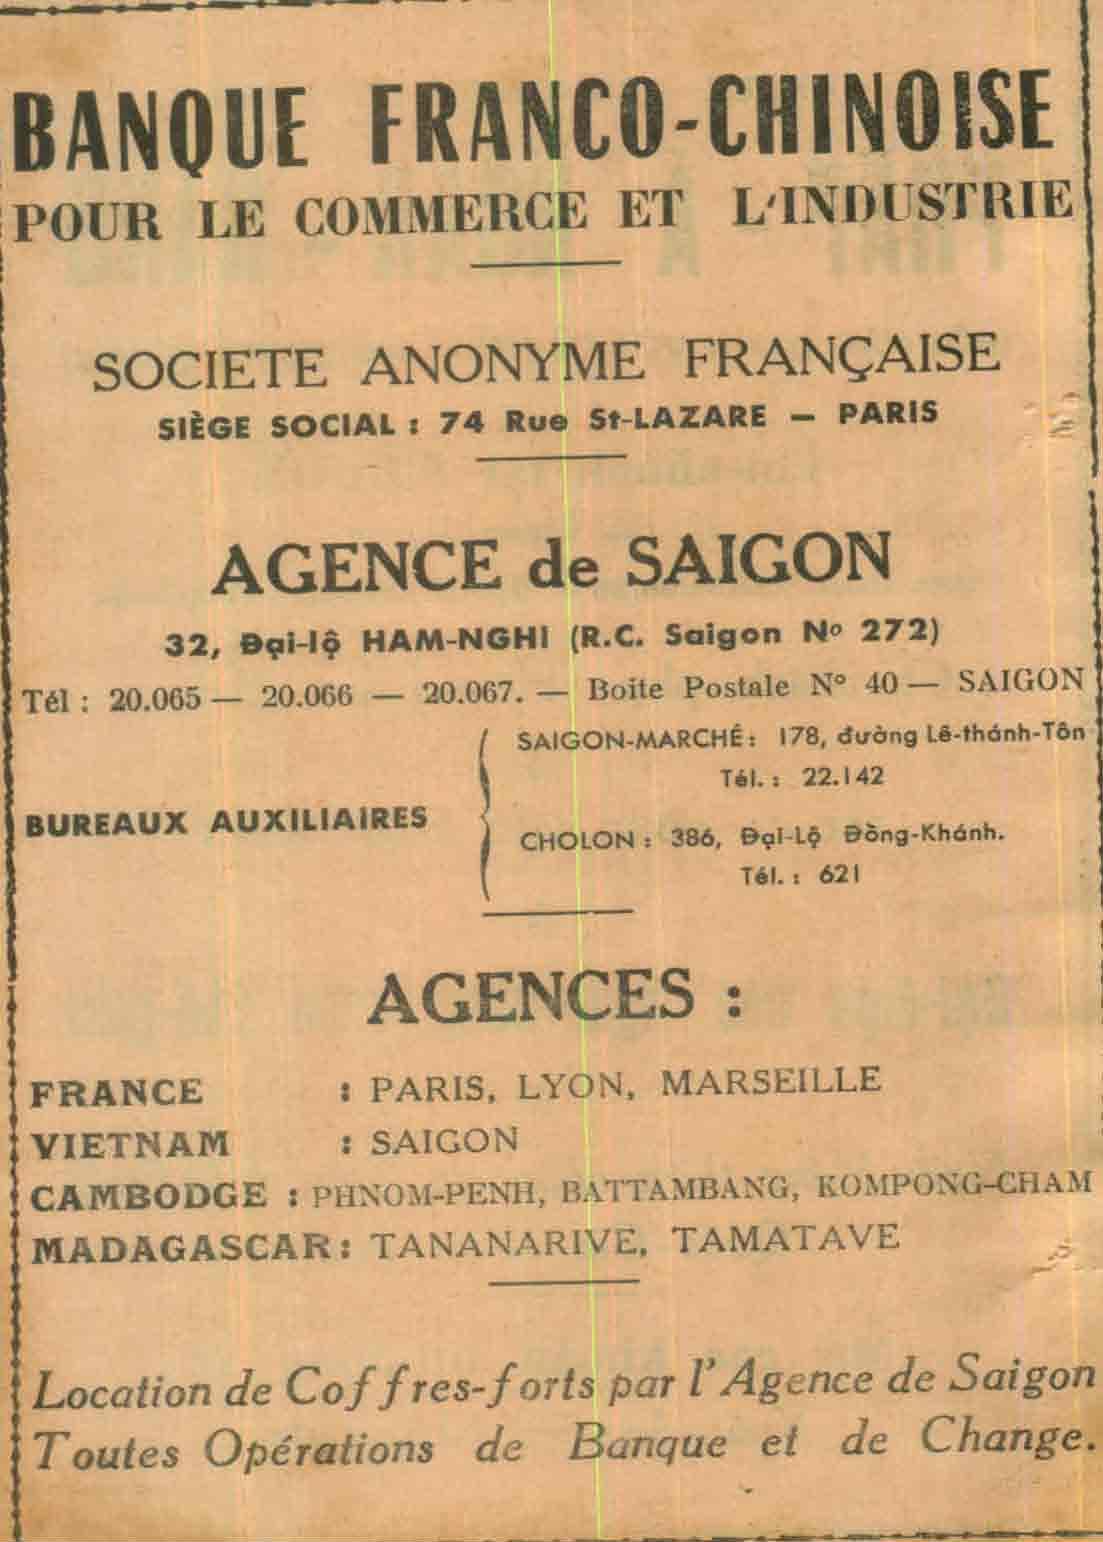 BANQUE FRANCO-CHINOISE
POUR LE COMMERCE ET L'INDUSTRIE
SOCIETE ANONYME FRANÇAISE
SIÈGE SOCIAL : 74 Rue St-LAZARE — PARIS
AGENCE de SAIGON
32, Đại-lộ HAM-NGHI (R.C. Saigon Nº 272)
Tél : 20.065 — 20.066 — 20.067. — Boite Postale N° 40 — SAIGON
BUREAUX AUXILIAIRES
SAIGON-MARCHÉ : 178, đường Lê-thánh-Tôn
Tél. : 22.142
CHOLON : 386, Đại-Lộ Đồng-Khánh.
Tél. : 621
AGENCES :
FRANCE : PARIS, LYON, MARSEILLE
VIETNAM : SAIGON
CAMBODGE : PHNOM-PENH, BATTAMBANG, KOMPONG-CHAM
MADAGASCAR : TANANARIVE, TAMATAVE
Location de Coffres-forts par l'Agence de Saigon
Toutes Opérations de Banque et de Change.